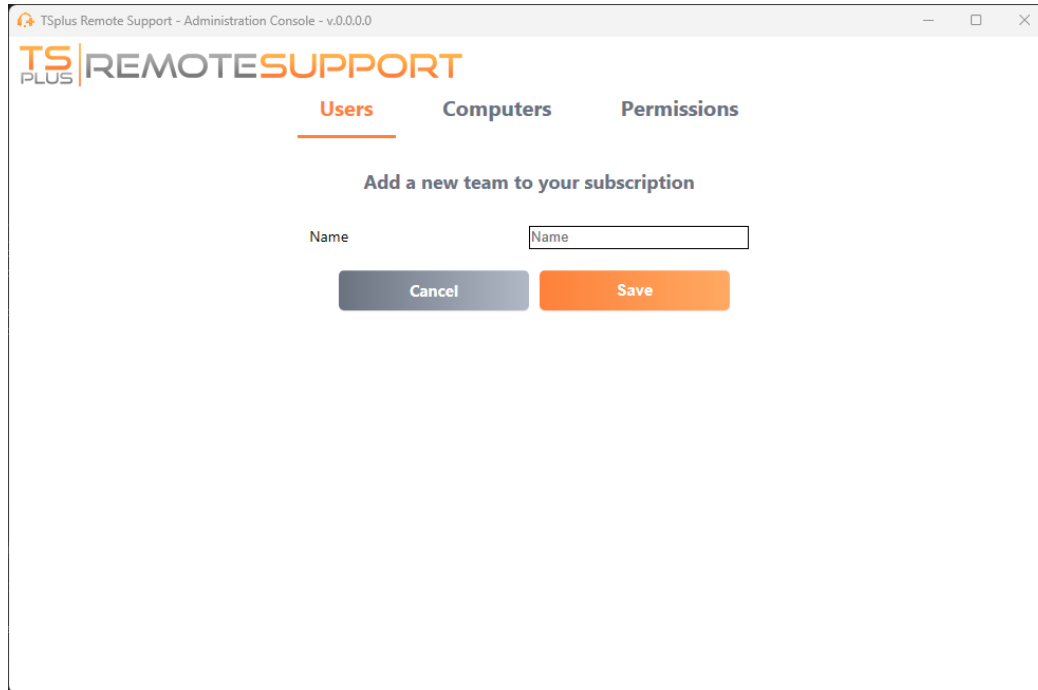 TSplus Remote Support - Administration Console - v.0.0.0.0
TS PLUS REMOTESUPPORT
Users Computers Permissions
Add a new team to your subscription
Name Name
Cancel Save